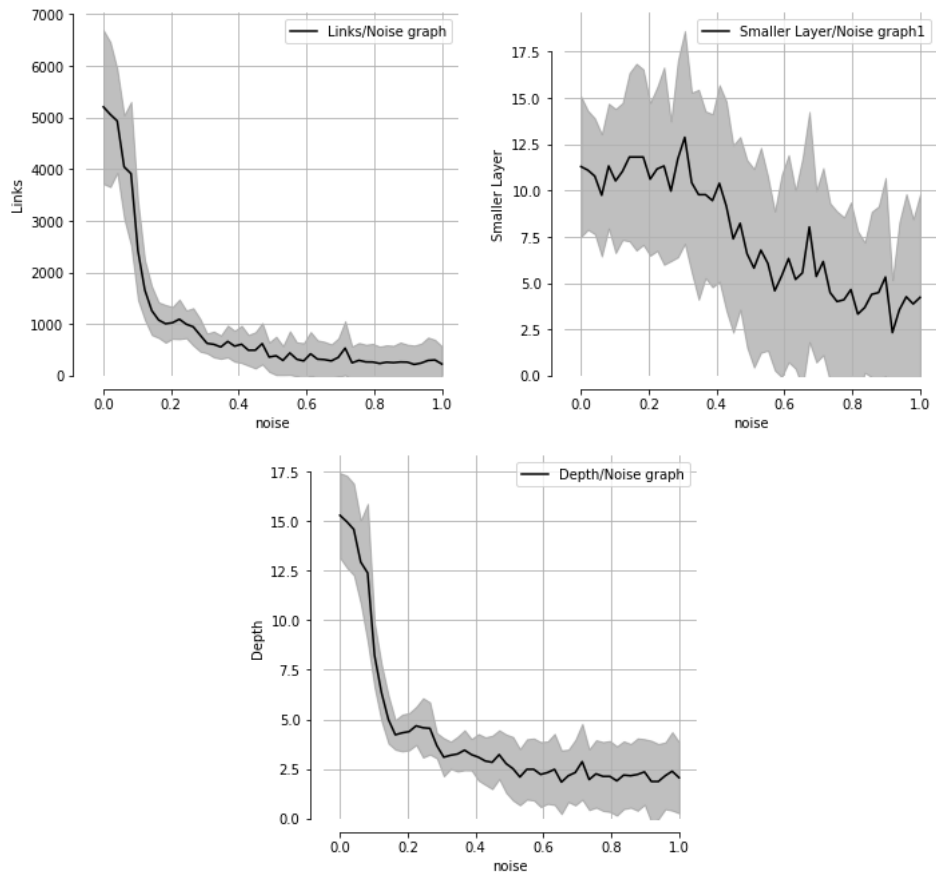 7000
6000
5000
4000
3000
2000
1000
0
Links
Links/Noise graph
0.0 0.2 0.4 0.6 0.8 1.0
noise
17.5
15.0
12.5
10.0
7.5
5.0
2.5
0.0
Smaller Layer
Smaller Layer/Noise graph1
0.0 0.2 0.4 0.6 0.8 1.0
noise
17.5
15.0
12.5
10.0
7.5
5.0
2.5
0.0
Depth
Depth/Noise graph
0.0 0.2 0.4 0.6 0.8 1.0
noise